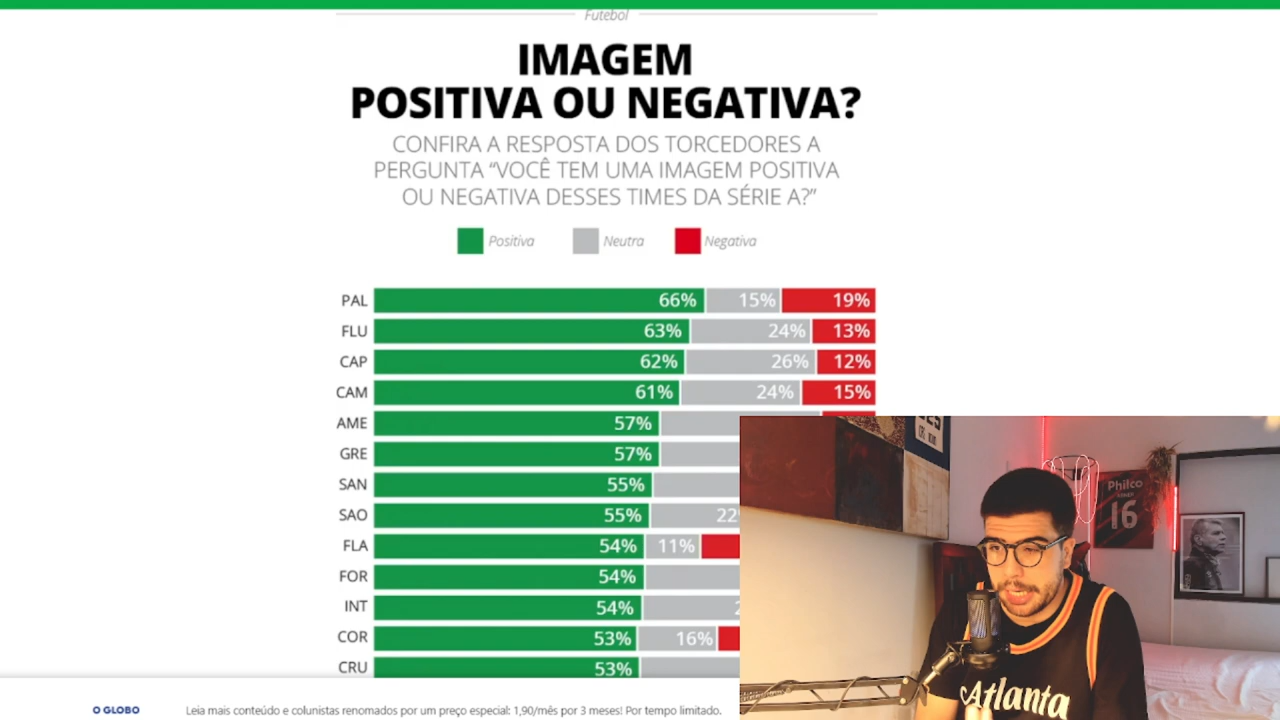 Futebol
IMAGEM
POSITIVA OU NEGATIVA?
CONFIRA A RESPOSTA DOS TORCEDORES A
PERGUNTA “VOCÊ TEM UMA IMAGEM POSITIVA
OU NEGATIVA DESSES TIMES DA SÉRIE A?”
Positiva Neutra Negativa
PAL 66% 15% 19%
FLU 63% 24% 13%
CAP 62% 26% 12%
CAM 61% 24% 15%
AME 57%
GRE 57%
SAN 55%
SAO 55% 22
FLA 54% 11%
FOR 54%
INT 54%
COR 53% 16%
CRU 53%
Philco
16
Atlanta
O GLOBO Leia mais conteúdo e colunistas renomados por um preço especial: 1,90/mês por 3 meses! Por tempo limitado.